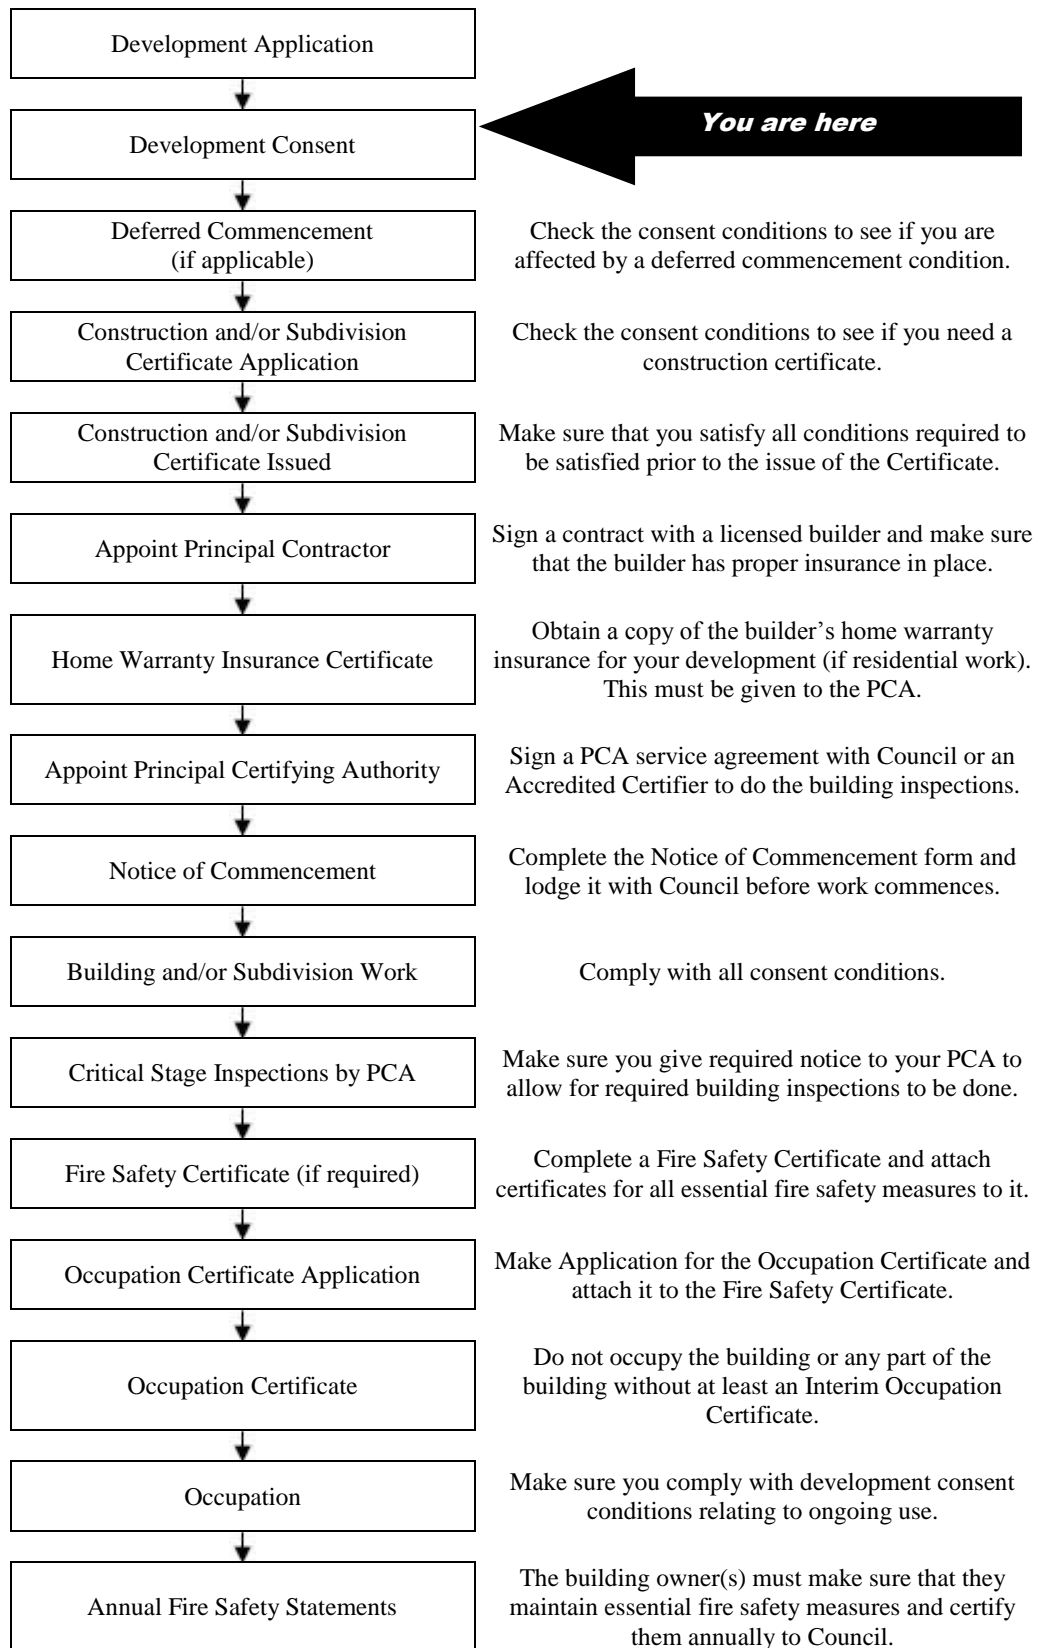 Development Application
Development Consent
You are here
Deferred Commencement
(if applicable)
Check the consent conditions to see if you are
affected by a deferred commencement condition.
Construction and/or Subdivision
Certificate Application
Check the consent conditions to see if you need a
construction certificate.
Construction and/or Subdivision
Certificate Issued
Make sure that you satisfy all conditions required to
be satisfied prior to the issue of the Certificate.
Appoint Principal Contractor
Sign a contract with a licensed builder and make sure
that the builder has proper insurance in place.
Home Warranty Insurance Certificate
Obtain a copy of the builder’s home warranty
insurance for your development (if residential work).
This must be given to the PCA.
Appoint Principal Certifying Authority
Sign a PCA service agreement with Council or an
Accredited Certifier to do the building inspections.
Notice of Commencement
Complete the Notice of Commencement form and
lodge it with Council before work commences.
Building and/or Subdivision Work
Comply with all consent conditions.
Critical Stage Inspections by PCA
Make sure you give required notice to your PCA to
allow for required building inspections to be done.
Fire Safety Certificate (if required)
Complete a Fire Safety Certificate and attach
certificates for all essential fire safety measures to it.
Occupation Certificate Application
Make Application for the Occupation Certificate and
attach it to the Fire Safety Certificate.
Occupation Certificate
Do not occupy the building or any part of the
building without at least an Interim Occupation
Certificate.
Occupation
Make sure you comply with development consent
conditions relating to ongoing use.
Annual Fire Safety Statements
The building owner(s) must make sure that they
maintain essential fire safety measures and certify
them annually to Council.